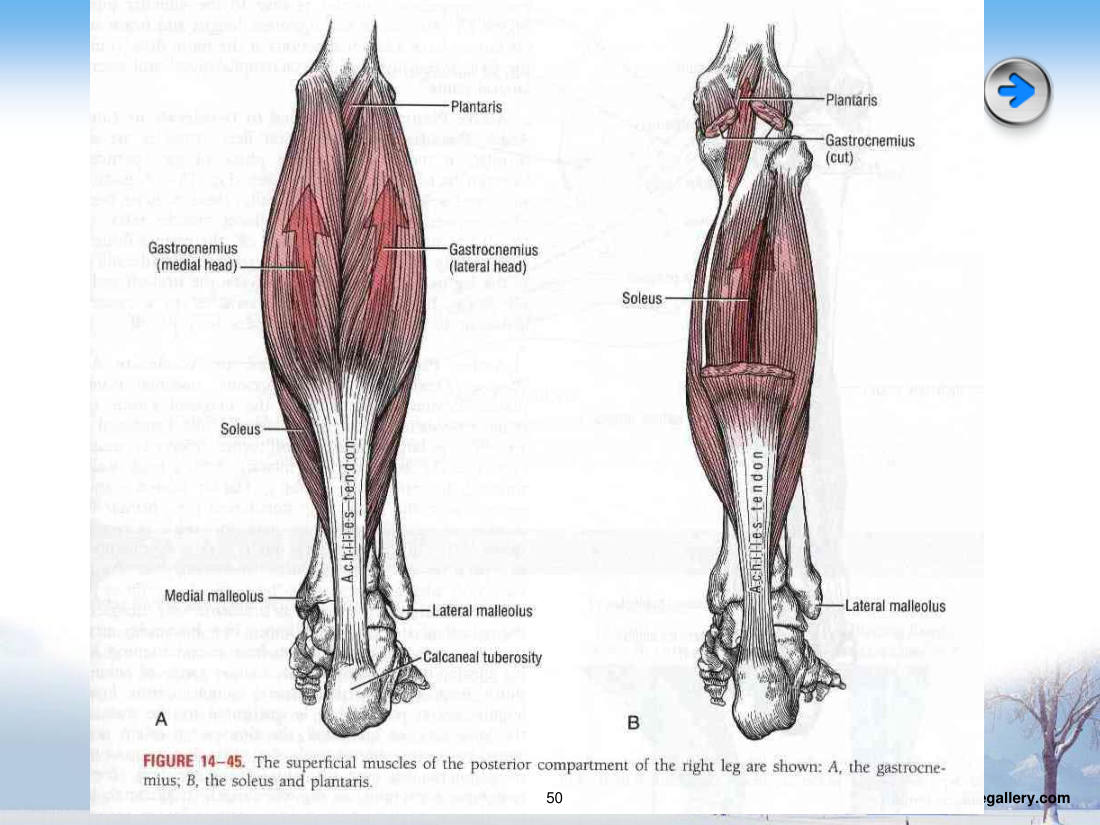 Plantaris
Gastrocnemius
(medial head)
Gastrocnemius
(lateral head)
Soleus
Achilles tendon
Medial malleolus
Lateral malleolus
Calcaneal tuberosity
A
Plantaris
Gastrocnemius
(cut)
Soleus
Achilles tendon
Lateral malleolus
B
FIGURE 14–45. The superficial muscles of the posterior compartment of the right leg are shown: A, the gastrocne-
mius; B, the soleus and plantaris.
50
egallery.com